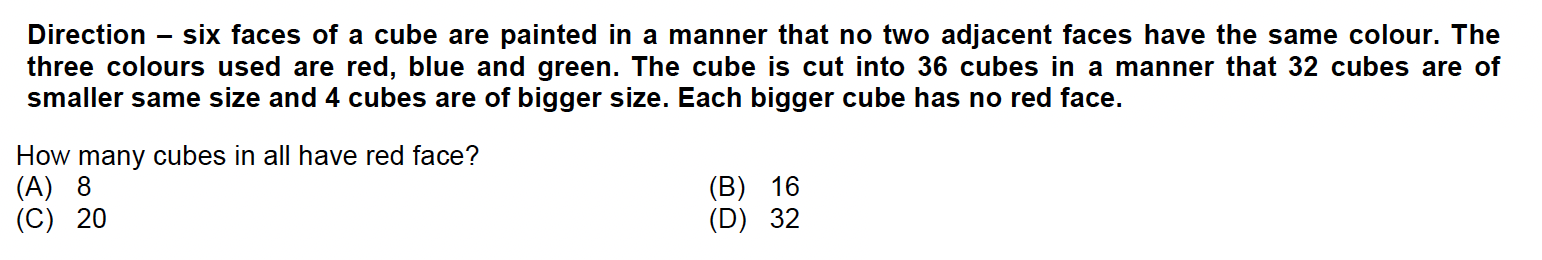 Direction – six faces of a cube are painted in a manner that no two adjacent faces have the same colour. The
three colours used are red, blue and green. The cube is cut into 36 cubes in a manner that 32 cubes are of
smaller same size and 4 cubes are of bigger size. Each bigger cube has no red face.
How many cubes in all have red face?
(A) 8 (B) 16
(C) 20 (D) 32